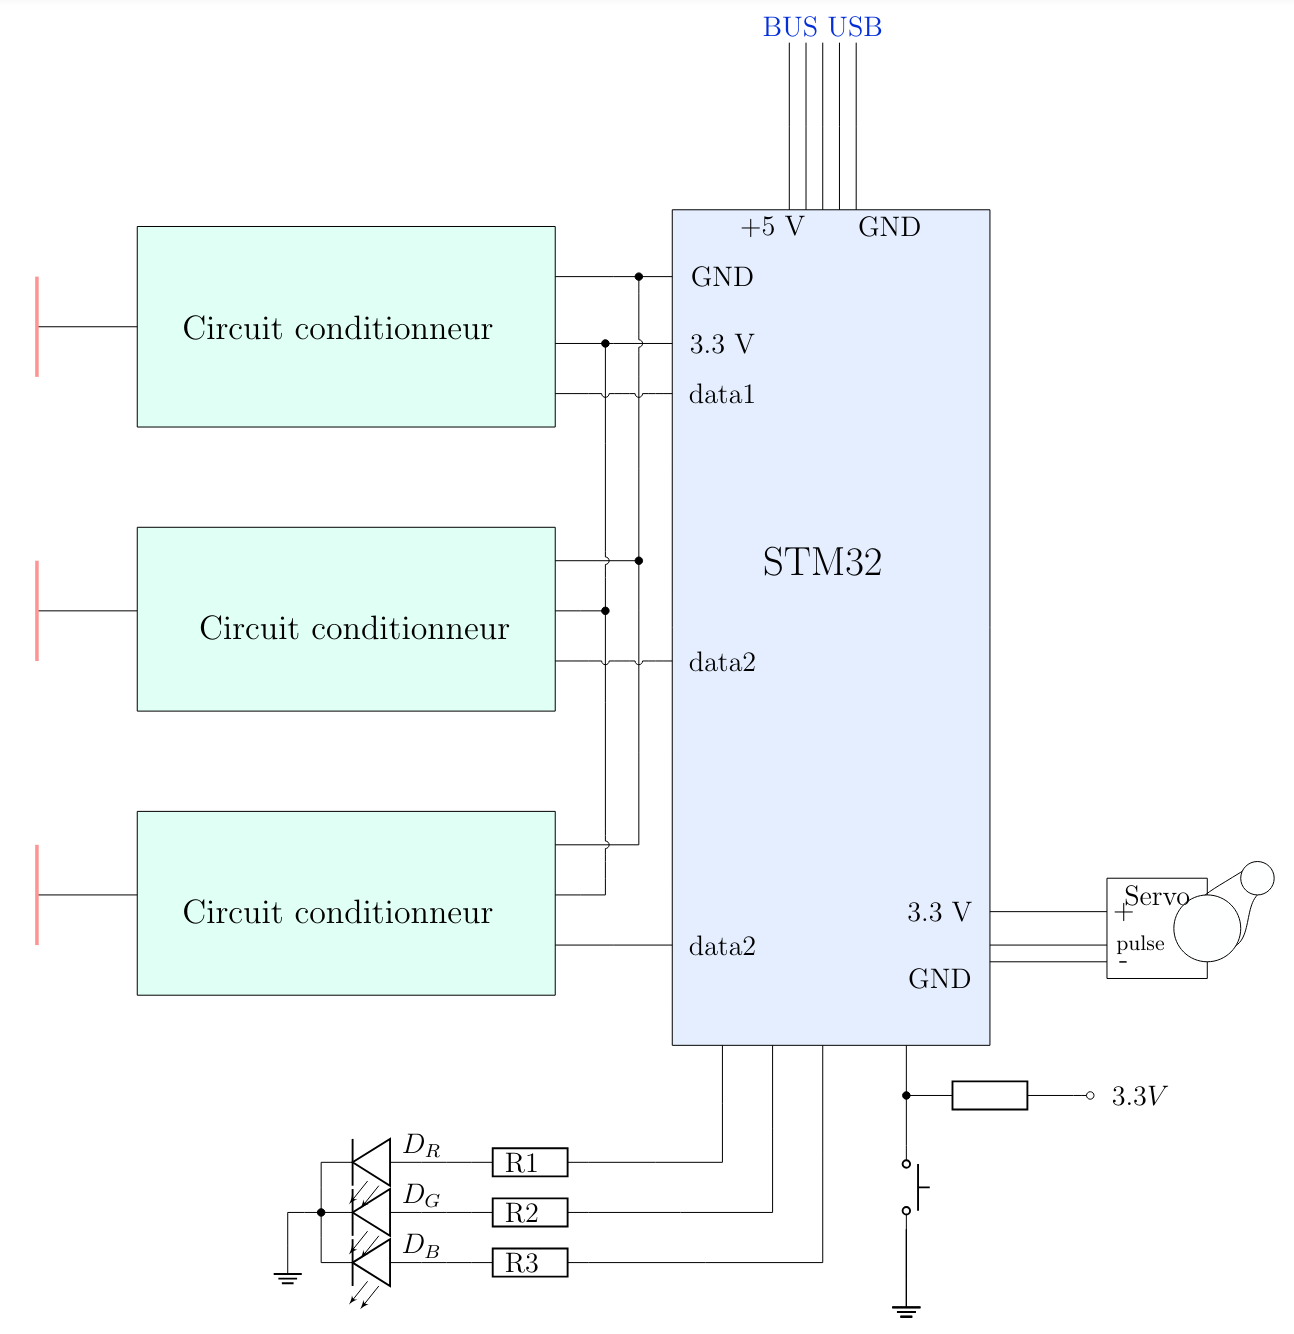 BUS USB
+5 V GND
GND
Circuit conditionneur
3.3 V
data1
STM32
Circuit conditionneur
data2
Servo
Circuit conditionneur
3.3 V
+
data2
pulse
-
GND
3.3V
D_R
R1
D_G
R2
D_B
R3